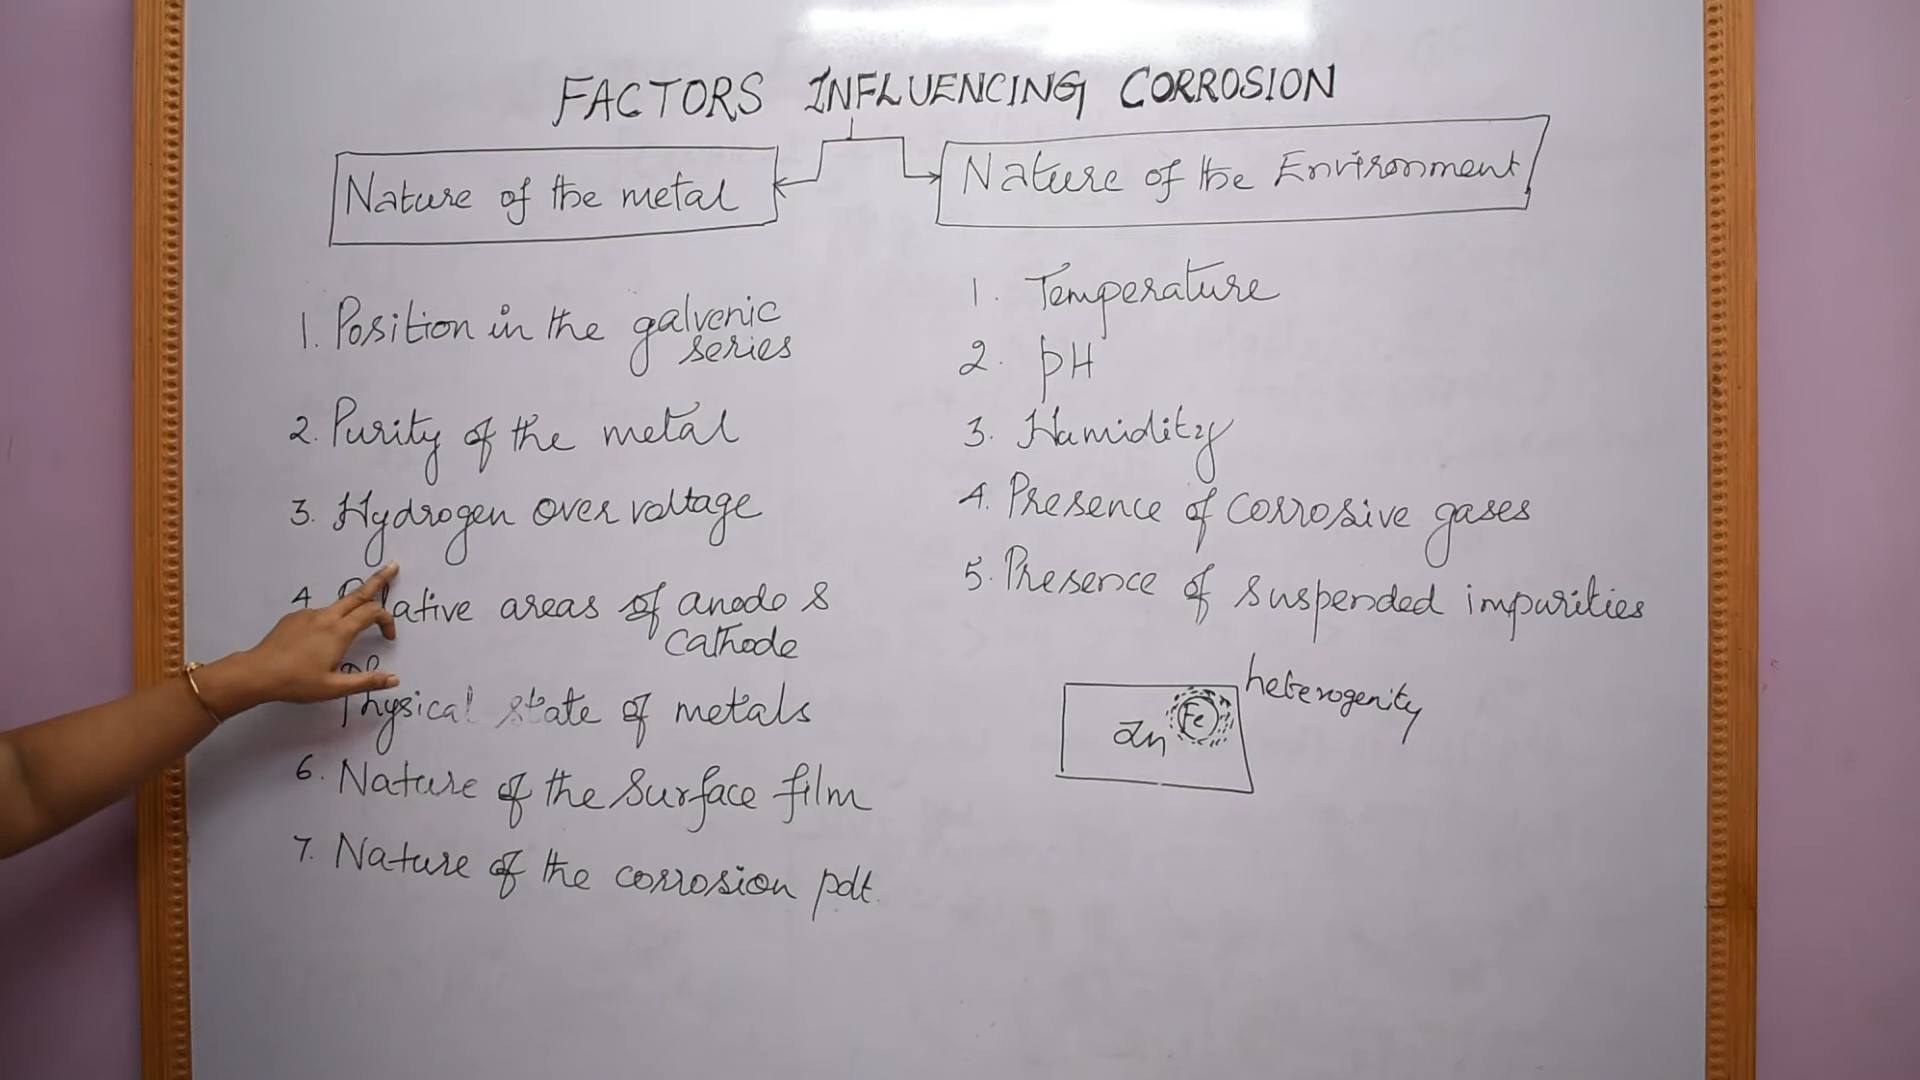 FACTORS INFLUENCING CORROSION
Nature of the metal
1. Position in the galvenic
series
2. Purity of the metal
3. Hydrogen over voltage
4. areas of anode &
cathode
Physical state of metals
6. Nature of the Surface film
7. Nature of the corrosion pdt.
Nature of the Environment
1. Temperature
2. pH
3. Humidity
4. Presence of corrosive gases
5. Presence of suspended impurities
heterogenity
Zn Fe